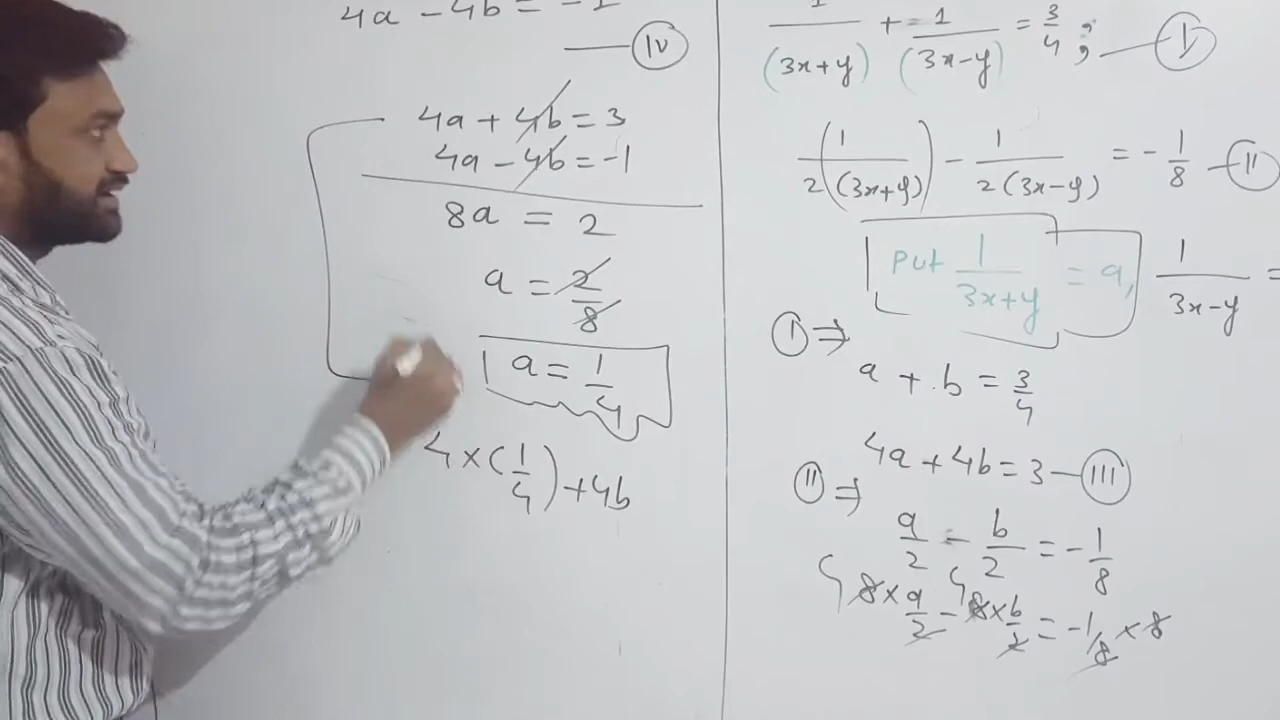 4a - 4b = -1
(IV)
4a + 4b = 3
4a - 4b = -1
8a = 2
a = 2/8
a = 1/4
4 × (1/4) + 4b
1/(3x+y) + 1/(3x-y) = 3/4 ; (I)
1/2(3x+y) - 1/2(3x-y) = -1/8 (II)
Put 1/(3x+y) = a, 1/(3x-y) =
(I) ⇒
a + b = 3/4
4a + 4b = 3 (III)
(II) ⇒
a/2 - b/2 = -1/8
4 8 × a/2 - 4 8 × b/2 = -1/8 × 8